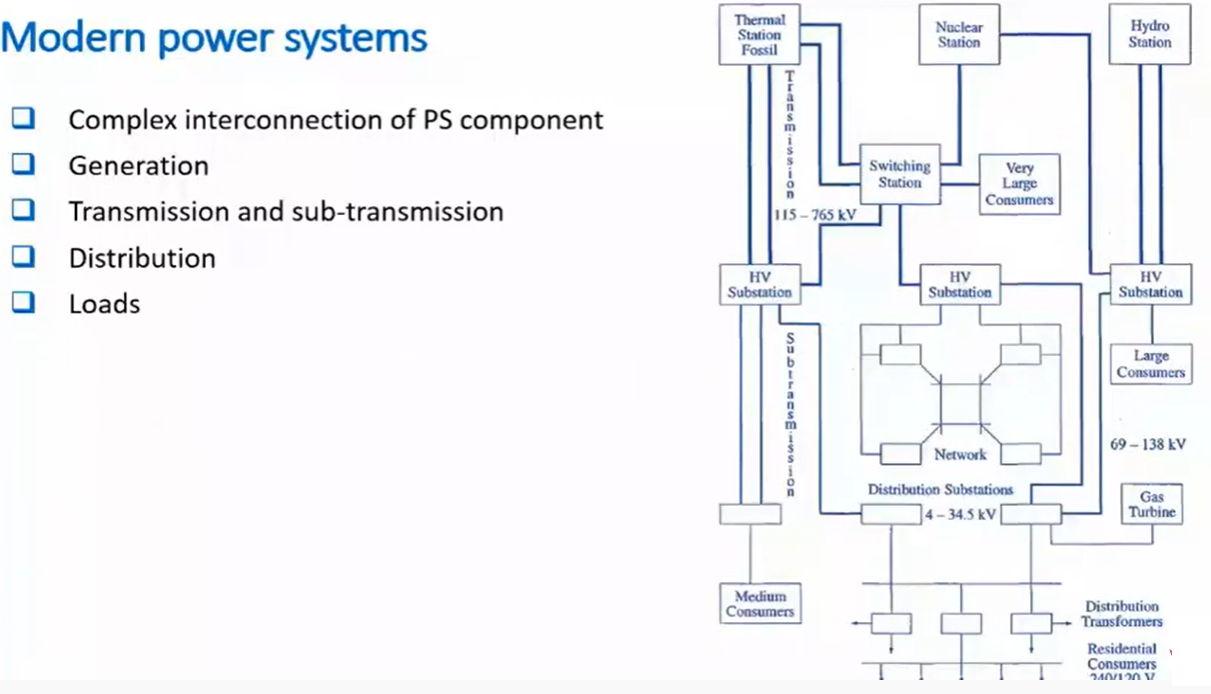 Modern power systems
Complex interconnection of PS component
Generation
Transmission and sub-transmission
Distribution
Loads
Thermal
Station
Fossil
Nuclear
Station
Hydro
Station
Transmission
Switching
Station
Very
Large
Consumers
115 – 765 kV
HV
Substation
HV
Substation
HV
Substation
Subtransmission
Large
Consumers
69 – 138 kV
Network
Distribution Substations
4 – 34.5 kV
Gas
Turbine
Medium
Consumers
Distribution
Transformers
Residential
Consumers
240/120 V